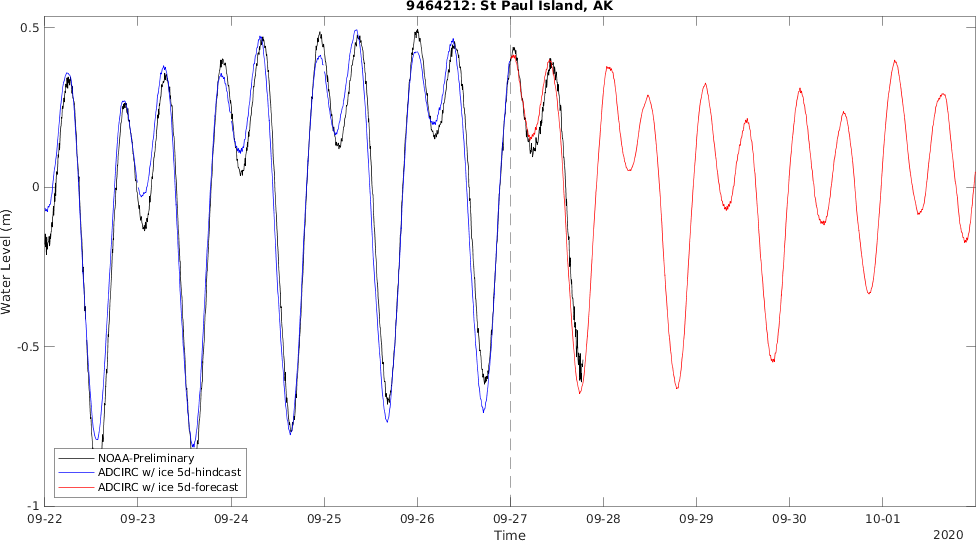 9464212: St Paul Island, AK
0.5
0
-0.5
-1
Water Level (m)
NOAA-Preliminary
ADCIRC w/ ice 5d-hindcast
ADCIRC w/ ice 5d-forecast
09-22 09-23 09-24 09-25 09-26 09-27 09-28 09-29 09-30 10-01
Time
2020